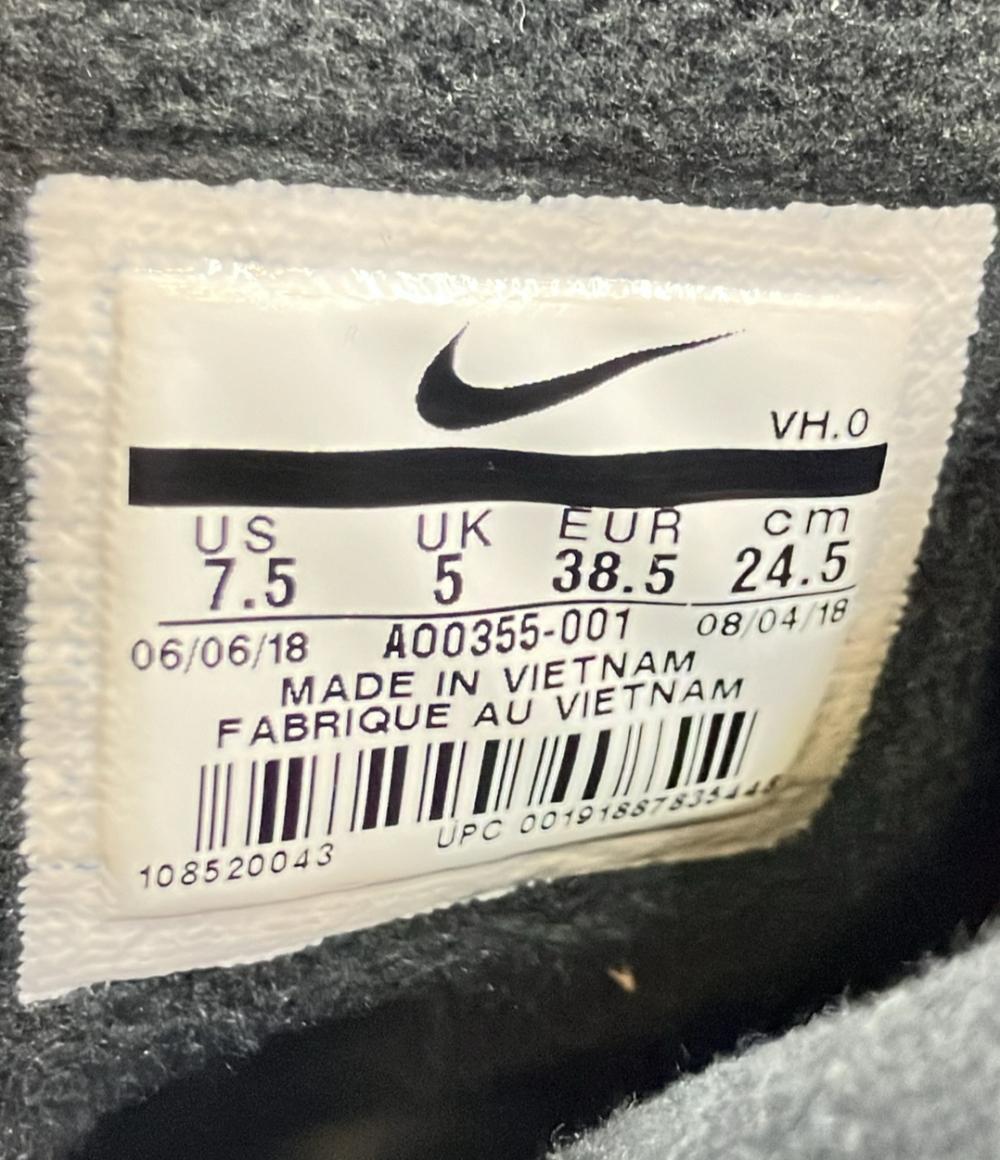 VH.0
US UK EUR cm
7.5 5 38.5 24.5
06/06/18 AO0355-001 08/04/18
MADE IN VIETNAM
FABRIQUE AU VIETNAM
UPC 00191887835448
108520043